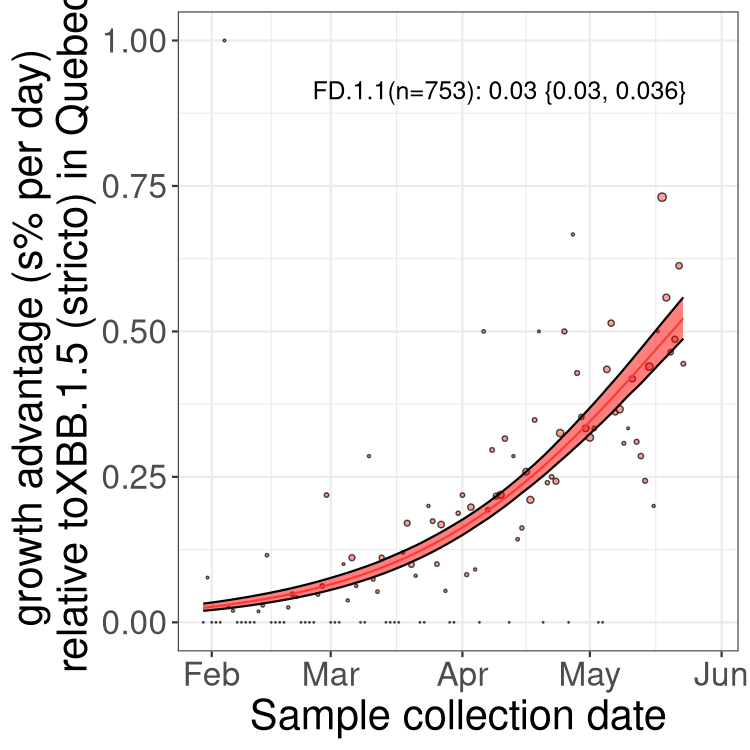 growth advantage (s% per day)
relative toXBB.1.5 (stricto) in Quebec
1.00
0.75
0.50
0.25
0.00
FD.1.1(n=753): 0.03 {0.03, 0.036}
Feb Mar Apr May Jun
Sample collection date